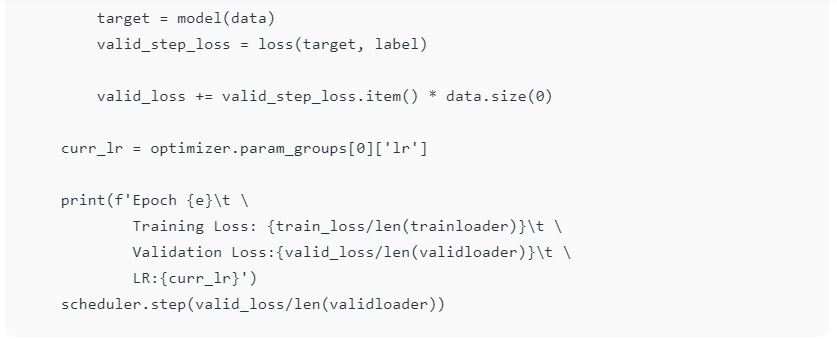 target = model(data)
valid_step_loss = loss(target, label)
valid_loss += valid_step_loss.item() * data.size(0)
curr_lr = optimizer.param_groups[0]['lr']
print(f'Epoch {e}\t \
Training Loss: {train_loss/len(trainloader)}\t \
Validation Loss:{valid_loss/len(validloader)}\t \
LR:{curr_lr}')
scheduler.step(valid_loss/len(validloader))